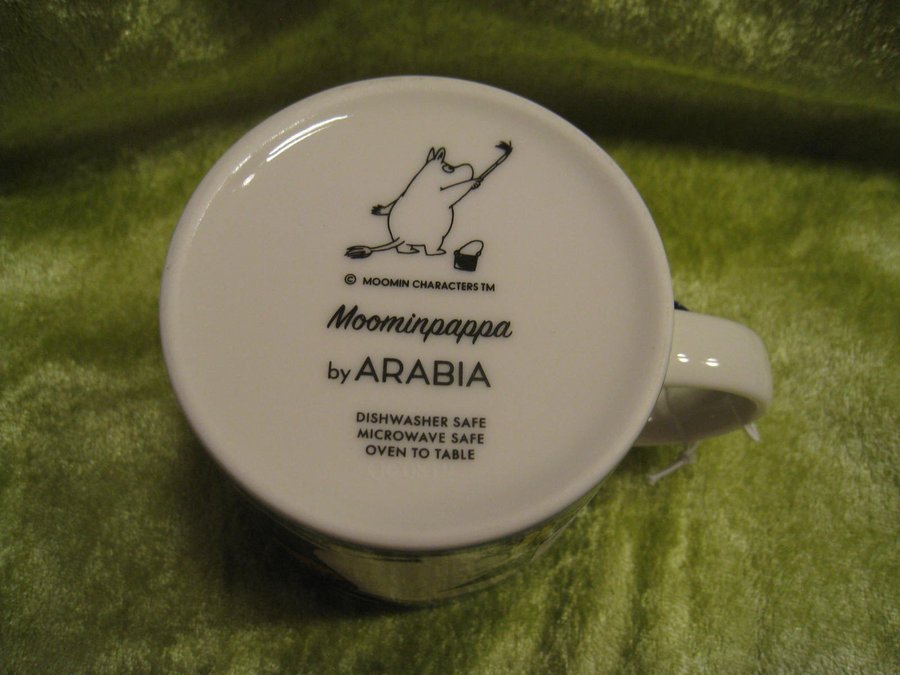 © MOOMIN CHARACTERS TM
Moominpappa
by ARABIA
DISHWASHER SAFE
MICROWAVE SAFE
OVEN TO TABLE